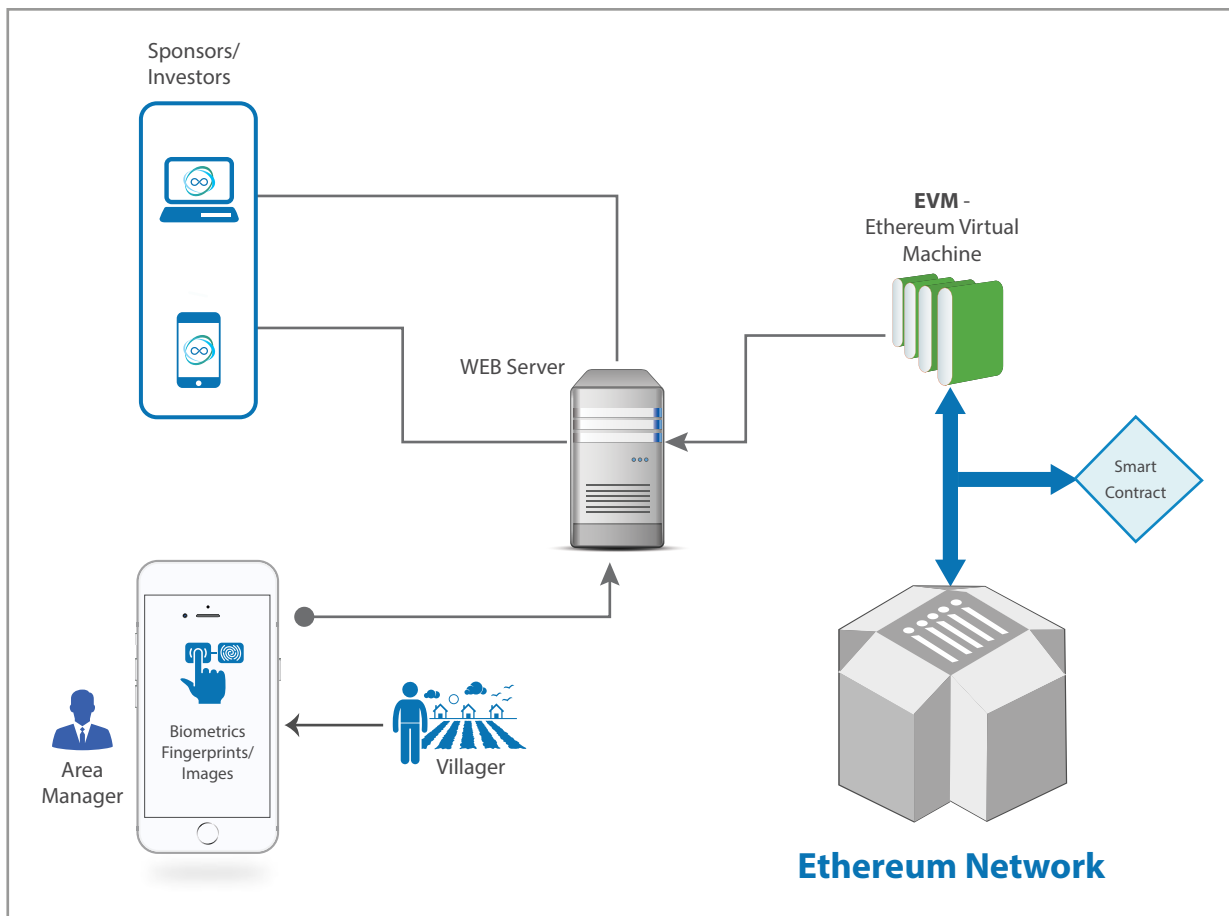 Sponsors/
Investors
EVM -
Ethereum Virtual
Machine
WEB Server
Smart
Contract
Biometrics
Fingerprints/
Images
Area
Manager
Villager
Ethereum Network